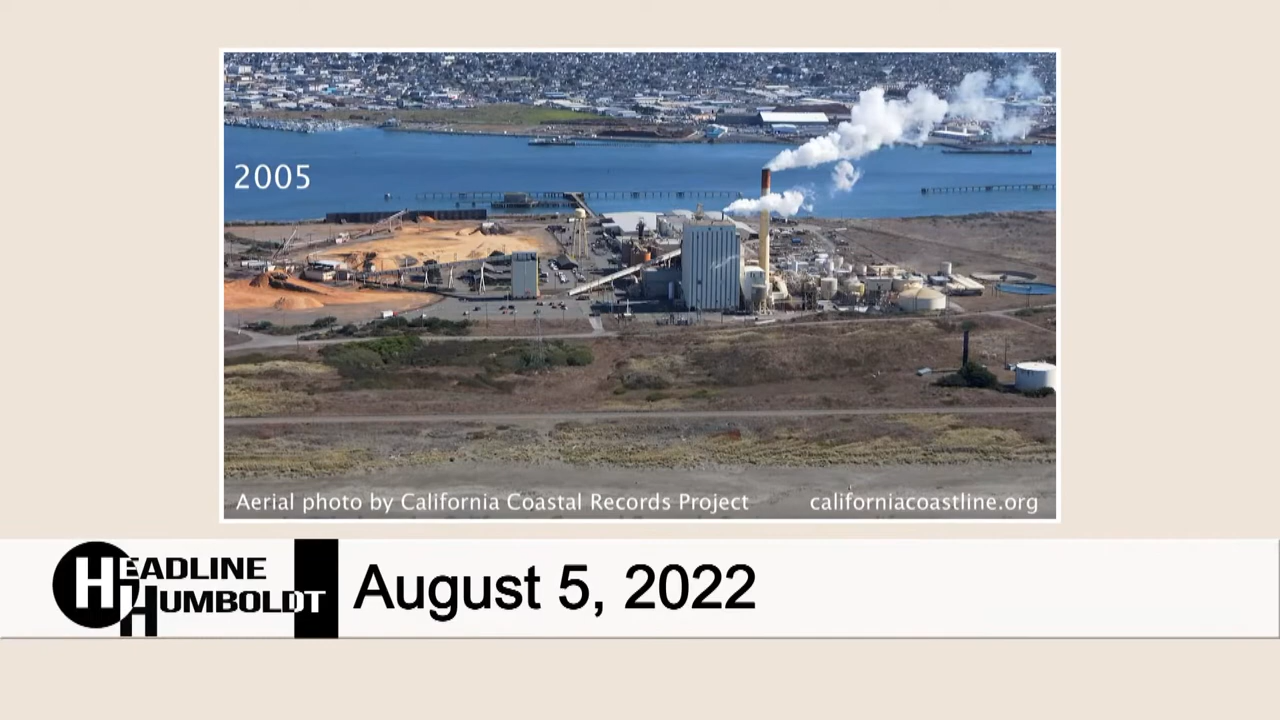 2005
Aerial photo by California Coastal Records Project californiacoastline.org
HEADLINE
HUMBOLDT
August 5, 2022